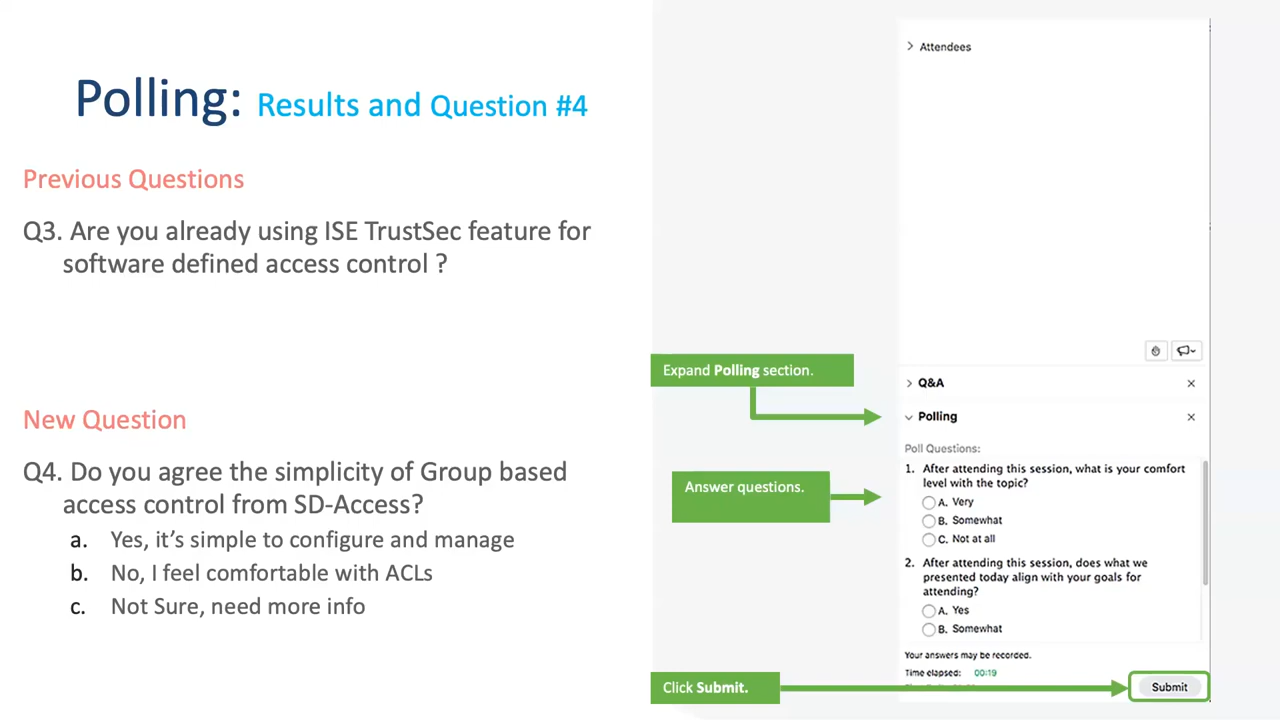 Polling: Results and Question #4
Previous Questions
Q3. Are you already using ISE TrustSec feature for
software defined access control ?
New Question
Q4. Do you agree the simplicity of Group based
access control from SD-Access?
a. Yes, it's simple to configure and manage
b. No, I feel comfortable with ACLs
c. Not Sure, need more info
Attendees
Expand Polling section.
Q&A
Polling
Poll Questions:
Answer questions.
1. After attending this session, what is your comfort
level with the topic?
A. Very
B. Somewhat
C. Not at all
2. After attending this session, does what we
presented today align with your goals for
attending?
A. Yes
B. Somewhat
Your answers may be recorded.
Time elapsed: 00:19
Click Submit.
Submit